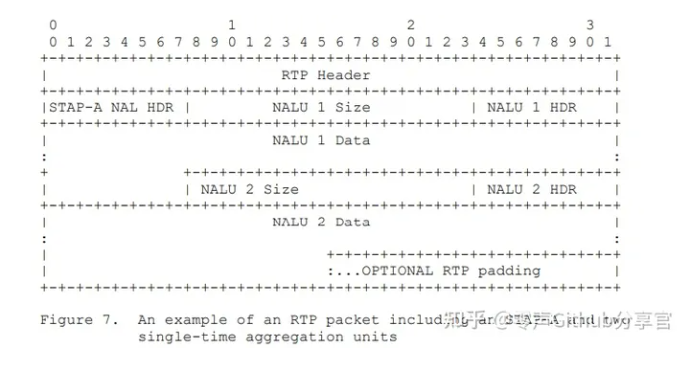 0                   1                   2                   3
0 1 2 3 4 5 6 7 8 9 0 1 2 3 4 5 6 7 8 9 0 1 2 3 4 5 6 7 8 9 0 1
RTP Header
STAP-A NAL HDR | NALU 1 Size | NALU 1 HDR
NALU 1 Data
: :
NALU 2 Size | NALU 2 HDR
NALU 2 Data
: :
:...OPTIONAL RTP padding
Figure 7.  An example of an RTP packet including an STAP-A and two
single-time aggregation units
知乎 @零声Github分享官